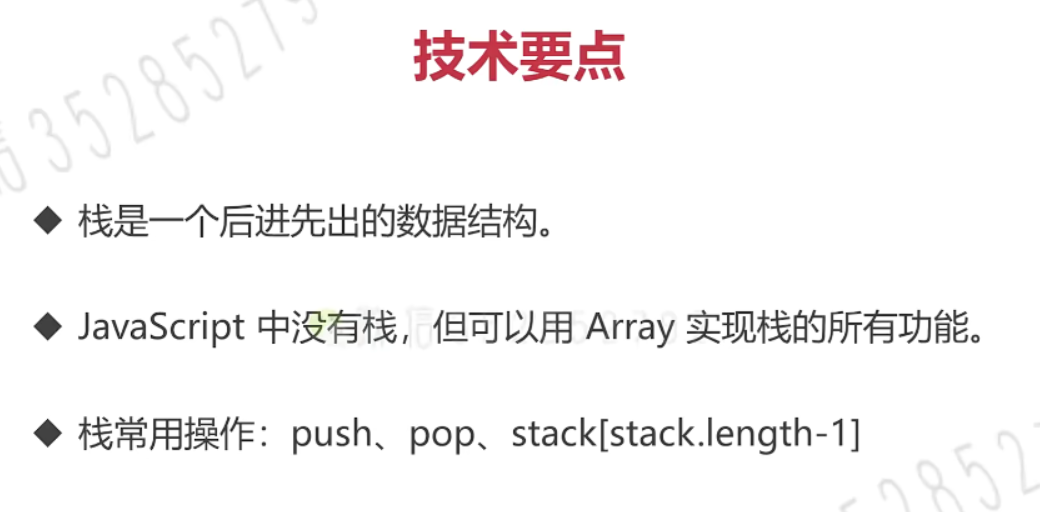 技术要点
◆ 栈是一个后进先出的数据结构。
◆ JavaScript 中没有栈，但可以用 Array 实现栈的所有功能。
◆ 栈常用操作：push、pop、stack[stack.length-1]